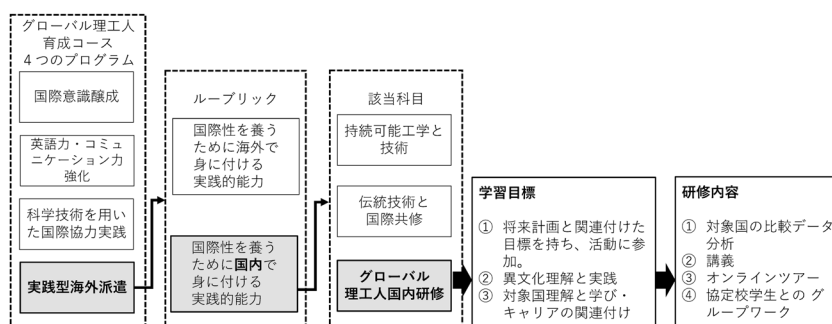 グローバル理工人
育成コース
4つのプログラム
国際意識醸成
英語力・コミュ
ニケーション力
強化
科学技術を用い
た国際協力実践
実践型海外派遣
ルーブリック
国際性を養う
ために海外で
身に付ける
実践的能力
国際性を養う
ために国内で
身に付ける
実践的能力
該当科目
持続可能工学と
技術
伝統技術と
国際共修
グローバル
理工人国内研修
学習目標
① 将来計画と関連付けた
目標を持ち、活動に参
加。
② 異文化理解と実践
③ 対象国理解と学び・
キャリアの関連付け
研修内容
① 対象国の比較データ
分析
② 講義
③ オンラインツアー
④ 協定校学生との グ
ループワーク